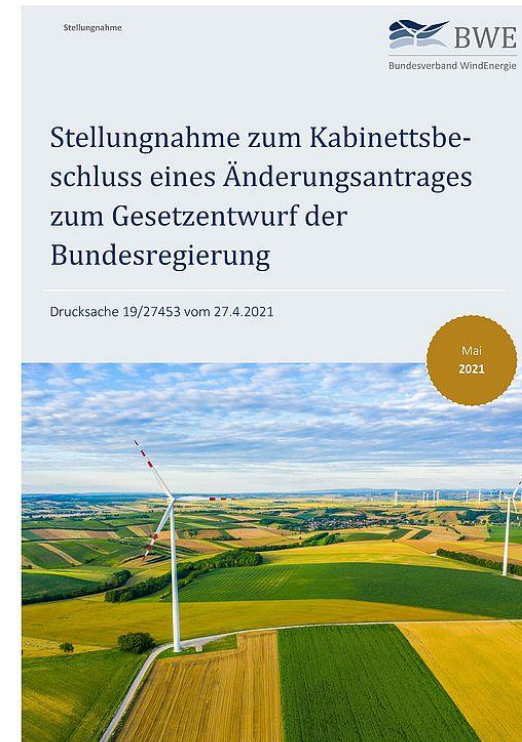 Stellungnahme
BWE
Bundesverband WindEnergie
Stellungnahme zum Kabinettsbe-
schluss eines Änderungsantrages
zum Gesetzentwurf der
Bundesregierung
Drucksache 19/27453 vom 27.4.2021
Mai
2021